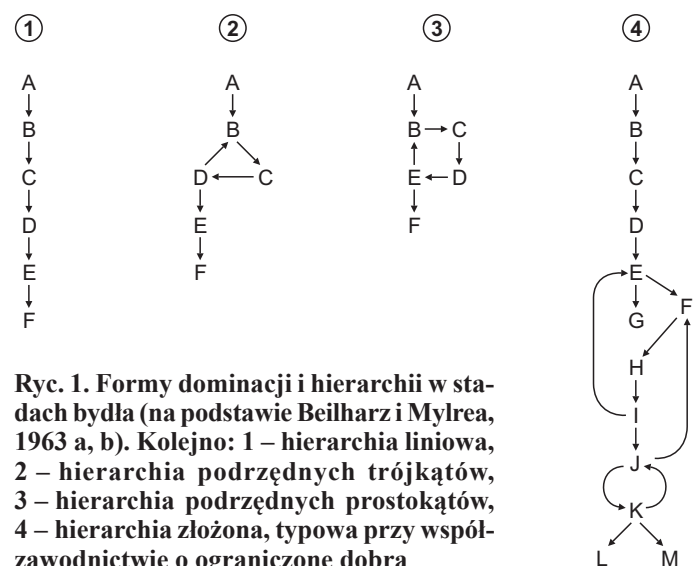 1 2 3 4
A A A A
B B B C B
C D C E D C
D E F D
E F E
F G F
H
I
J
K
L M
Ryc. 1. Formy dominacji i hierarchii w sta-
dach bydła (na podstawie Beilharz i Mylrea,
1963 a, b). Kolejno: 1 – hierarchia liniowa,
2 – hierarchia podrzędnych trójkątów,
3 – hierarchia podrzędnych prostokątów,
4 – hierarchia złożona, typowa przy współ-
zawodnictwie o ograniczone dobra